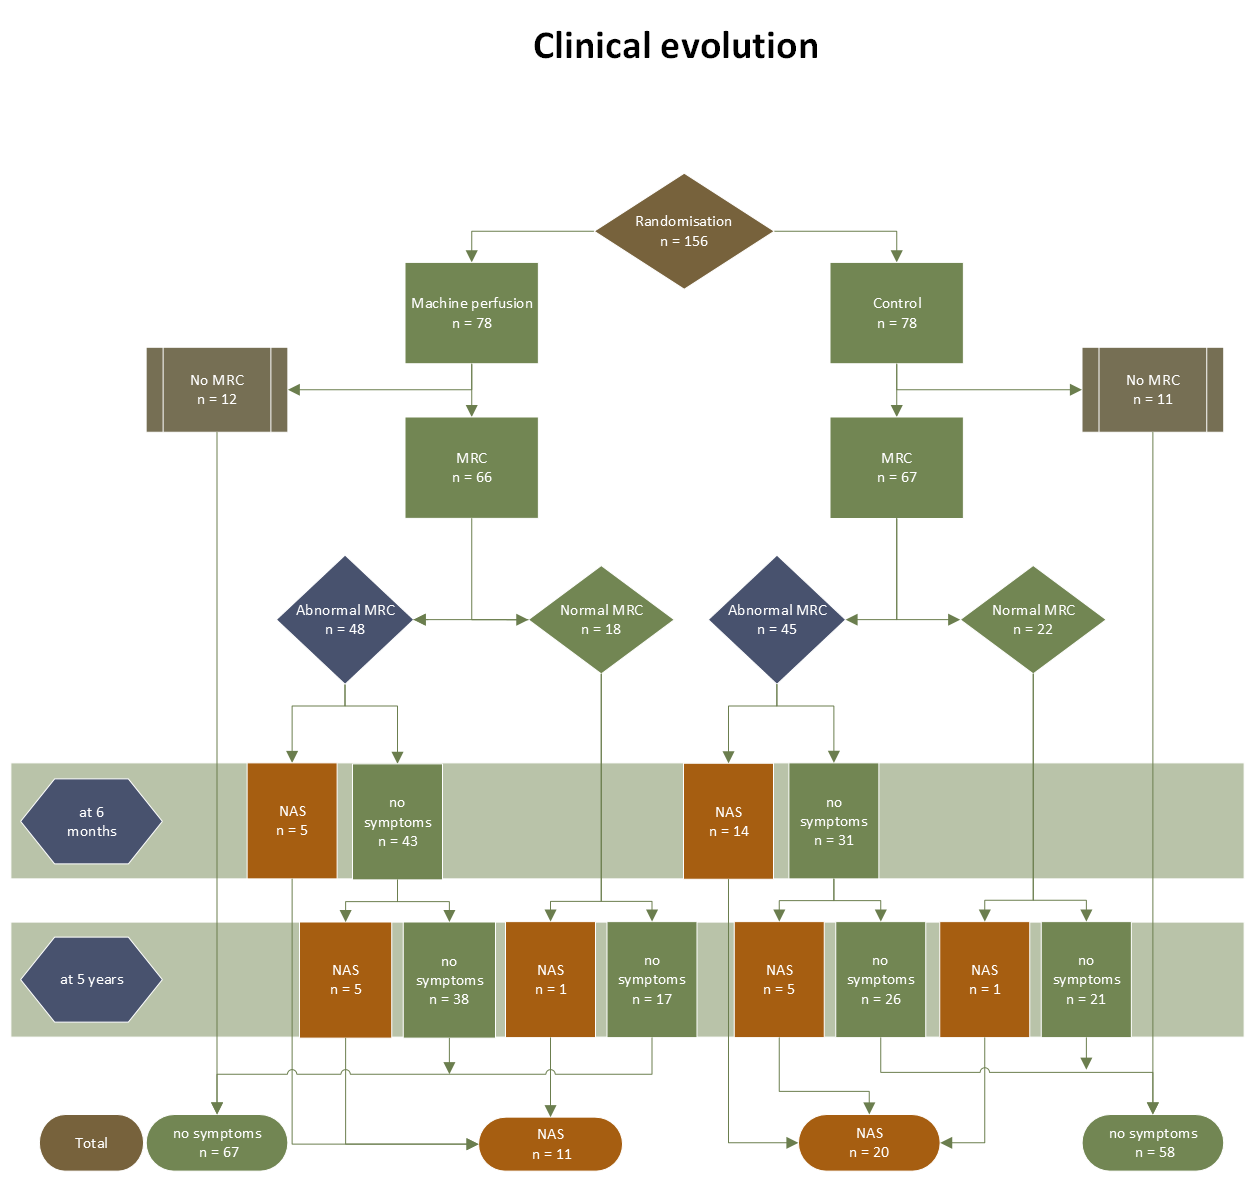 Clinical evolution
Randomisation
n = 156
Machine perfusion
n = 78
Control
n = 78
No MRC
n = 12
No MRC
n = 11
MRC
n = 66
MRC
n = 67
Abnormal MRC
n = 48
Normal MRC
n = 18
Abnormal MRC
n = 45
Normal MRC
n = 22
at 6
months
NAS
n = 5
no
symptoms
n = 43
NAS
n = 14
no
symptoms
n = 31
at 5 years
NAS
n = 5
no
symptoms
n = 38
NAS
n = 1
no
symptoms
n = 17
NAS
n = 5
no
symptoms
n = 26
NAS
n = 1
no
symptoms
n = 21
Total
no symptoms
n = 67
NAS
n = 11
NAS
n = 20
no symptoms
n = 58